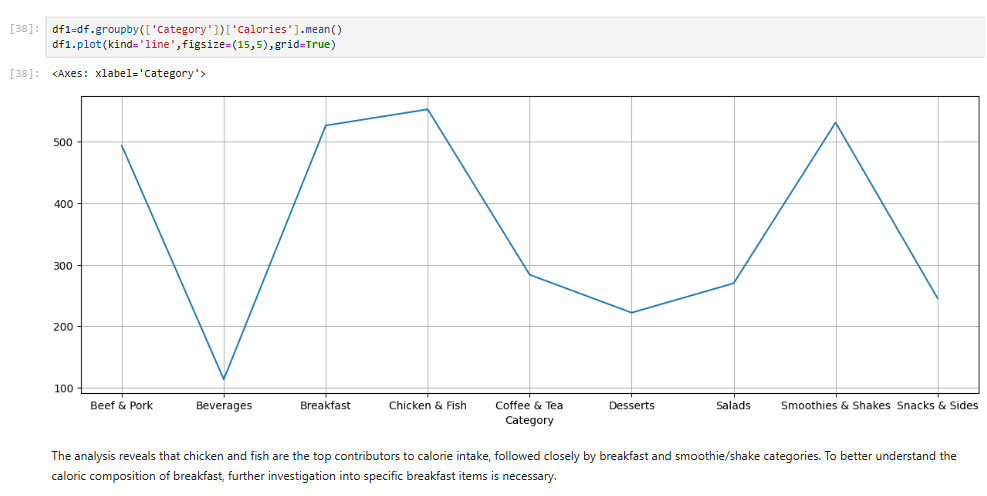 [38]: df1=df.groupby(['Category'])['Calories'].mean()
df1.plot(kind='line',figsize=(15,5),grid=True)
[38]: <Axes: xlabel='Category'>
500
400
300
200
100
Beef & Pork Beverages Breakfast Chicken & Fish Coffee & Tea Desserts Salads Smoothies & Shakes Snacks & Sides
Category
The analysis reveals that chicken and fish are the top contributors to calorie intake, followed closely by breakfast and smoothie/shake categories. To better understand the
caloric composition of breakfast, further investigation into specific breakfast items is necessary.